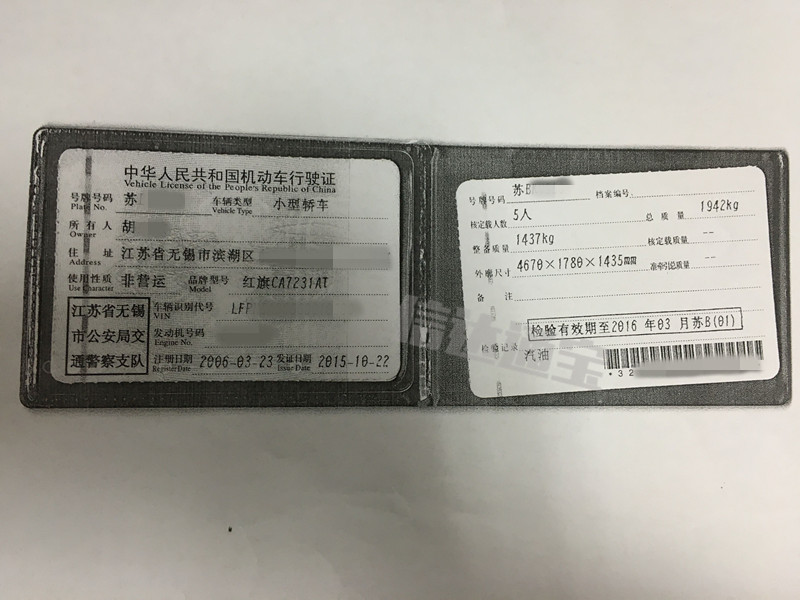 中华人民共和国机动车行驶证
Vehicle License of the People's Republic of China
号牌号码 苏 车辆类型 小型轿车
Plate No. Vehicle Type
所有人 胡
Owner
住址 江苏省无锡市滨湖区
Address
使用性质 非营运 品牌型号 红旗CA7231AT
Use Character Model
江苏省无锡
市公安局交
通警察支队
车辆识别代号 LFP
VIN
发动机号码
Engine No.
注册日期 2006-03-23 发证日期 2015-10-22
Register Date Issue Date
号牌号码 苏B 档案编号
核定载人数 5人 总质量 1942kg
整备质量 1437kg 核定载质量 --
外廓尺寸 4670×1780×1435mm 准牵引总质量 --
备注
检验有效期至2016年03月苏B(01)
检验记录 汽油
*32
信达通宝